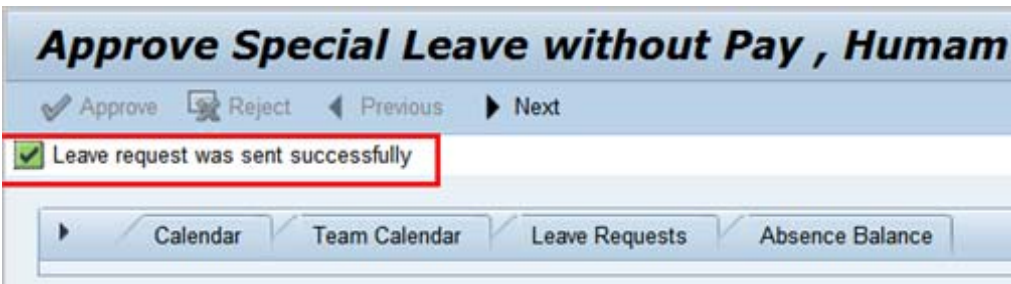 Approve Special Leave without Pay , Humam
Approve Reject Previous Next
Leave request was sent successfully
Calendar Team Calendar Leave Requests Absence Balance